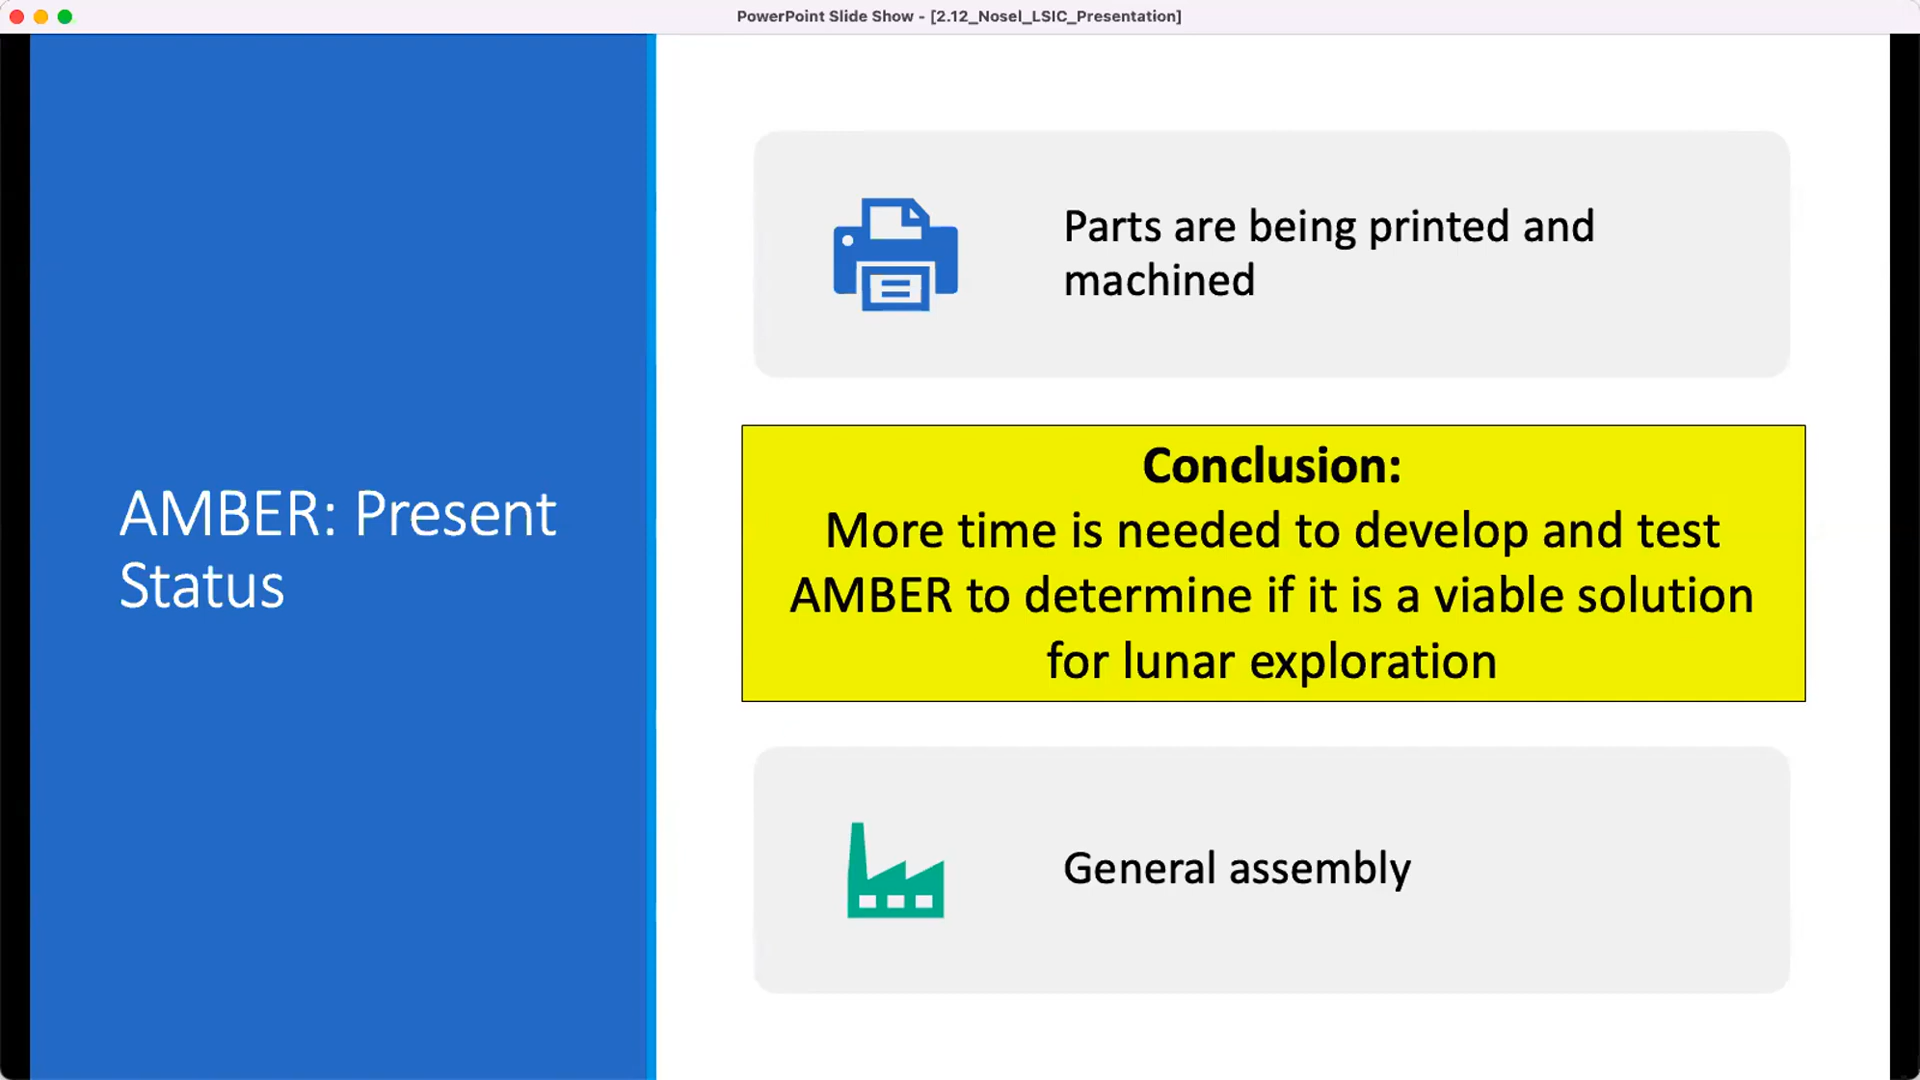 PowerPoint Slide Show - [2.12_Nosel_LSIC_Presentation]
AMBER: Present
Status
Parts are being printed and
machined
Conclusion:
More time is needed to develop and test
AMBER to determine if it is a viable solution
for lunar exploration
General assembly